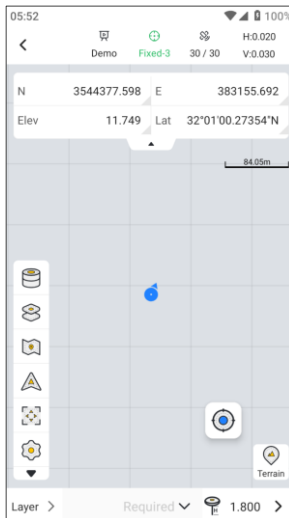 05:52 100%
Demo Fixed-3 30 / 30 H:0.020 V:0.030
N 3544377.598 E 383155.692
Elev 11.749 Lat 32°01'00.27354"N
84.05m
Terrain
Layer > Required 1.800 >